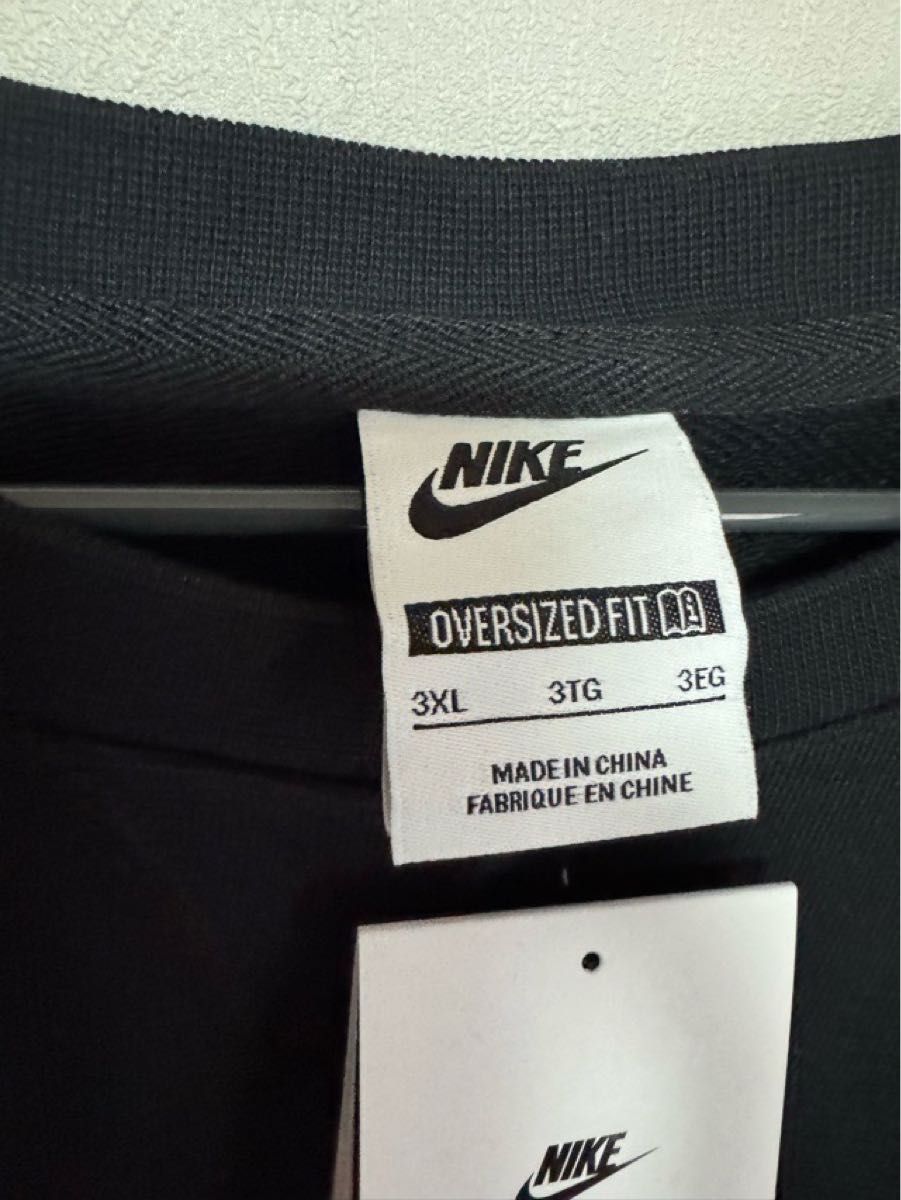 NIKE
OVERSIZED FIT
3XL 3TG 3EG
MADE IN CHINA
FABRIQUE EN CHINE
NIKE